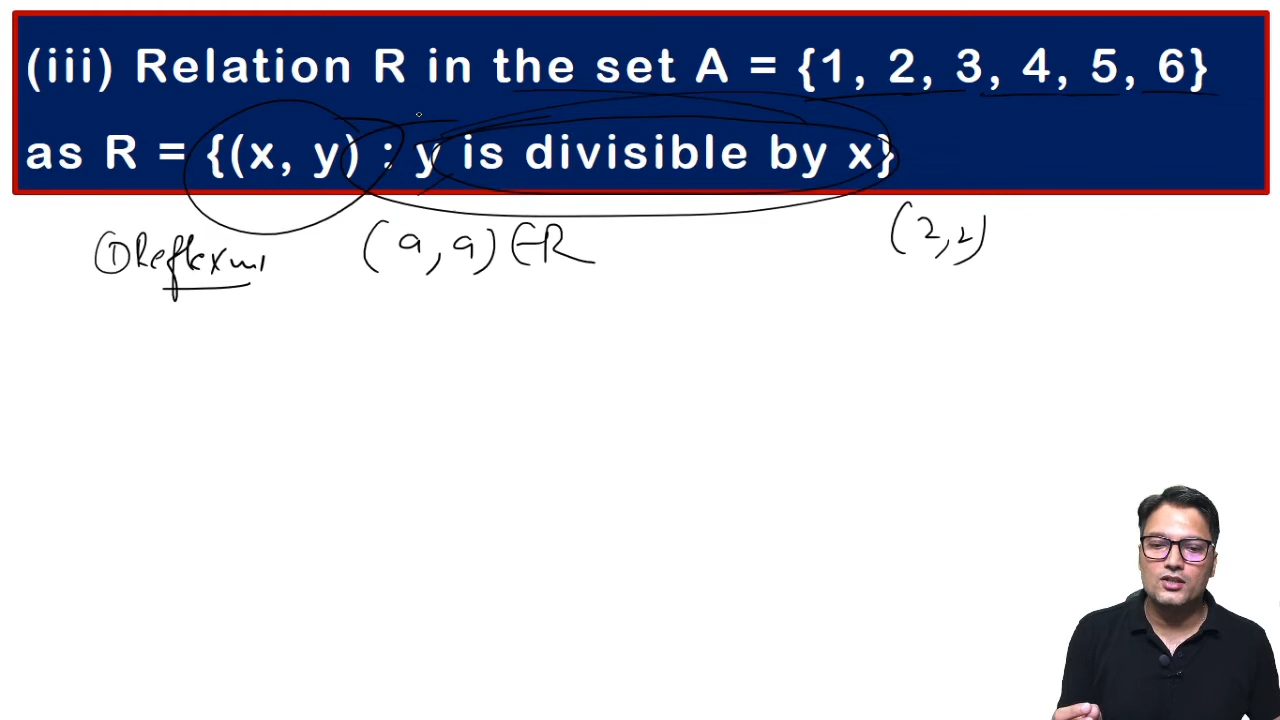 (iii) Relation R in the set A = {1, 2, 3, 4, 5, 6}
as R = {(x, y) : y is divisible by x}
① Reflexive (a, a) ∈ R (2, 2)